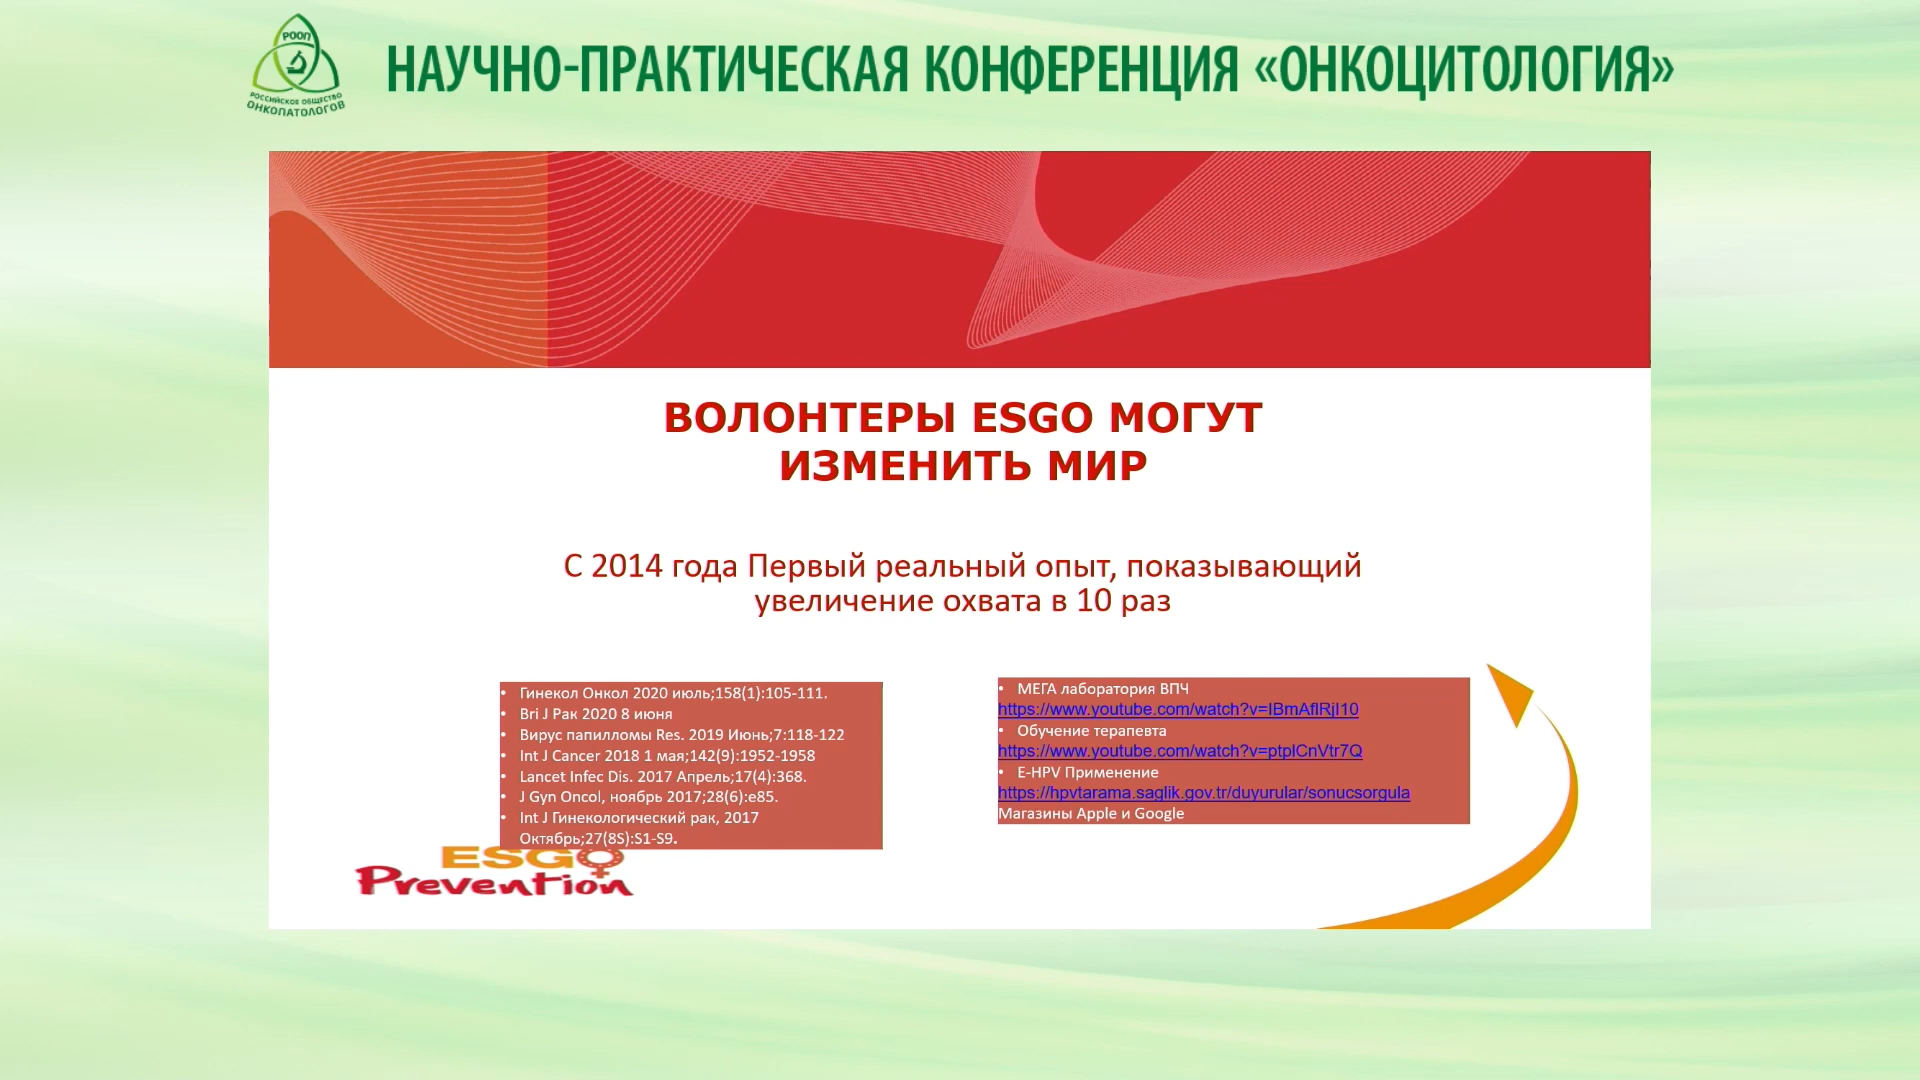 РООП
РОССИЙСКОЕ ОБЩЕСТВО
ОНКОПАТОЛОГОВ
НАУЧНО-ПРАКТИЧЕСКАЯ КОНФЕРЕНЦИЯ «ОНКОЦИТОЛОГИЯ»
ВОЛОНТЕРЫ ESGO МОГУТ
ИЗМЕНИТЬ МИР
С 2014 года Первый реальный опыт, показывающий
увеличение охвата в 10 раз
• Гинекол Онкол 2020 июль;158(1):105-111.
• Bri J Рак 2020 8 июня
• Вирус папилломы Res. 2019 Июнь;7:118-122
• Int J Cancer 2018 1 мая;142(9):1952-1958
• Lancet Infec Dis. 2017 Апрель;17(4):368.
• J Gyn Oncol, ноябрь 2017;28(6):e85.
• Int J Гинекологический рак, 2017
Октябрь;27(8S):S1-S9.
• МЕГА лаборатория ВПЧ
https://www.youtube.com/watch?v=IBmAflRjI10
• Обучение терапевта
https://www.youtube.com/watch?v=ptplCnVtr7Q
• E-HPV Применение
https://hpvtarama.saglik.gov.tr/duyurular/sonucsorgula
Магазины Apple и Google
ESGO
Prevention